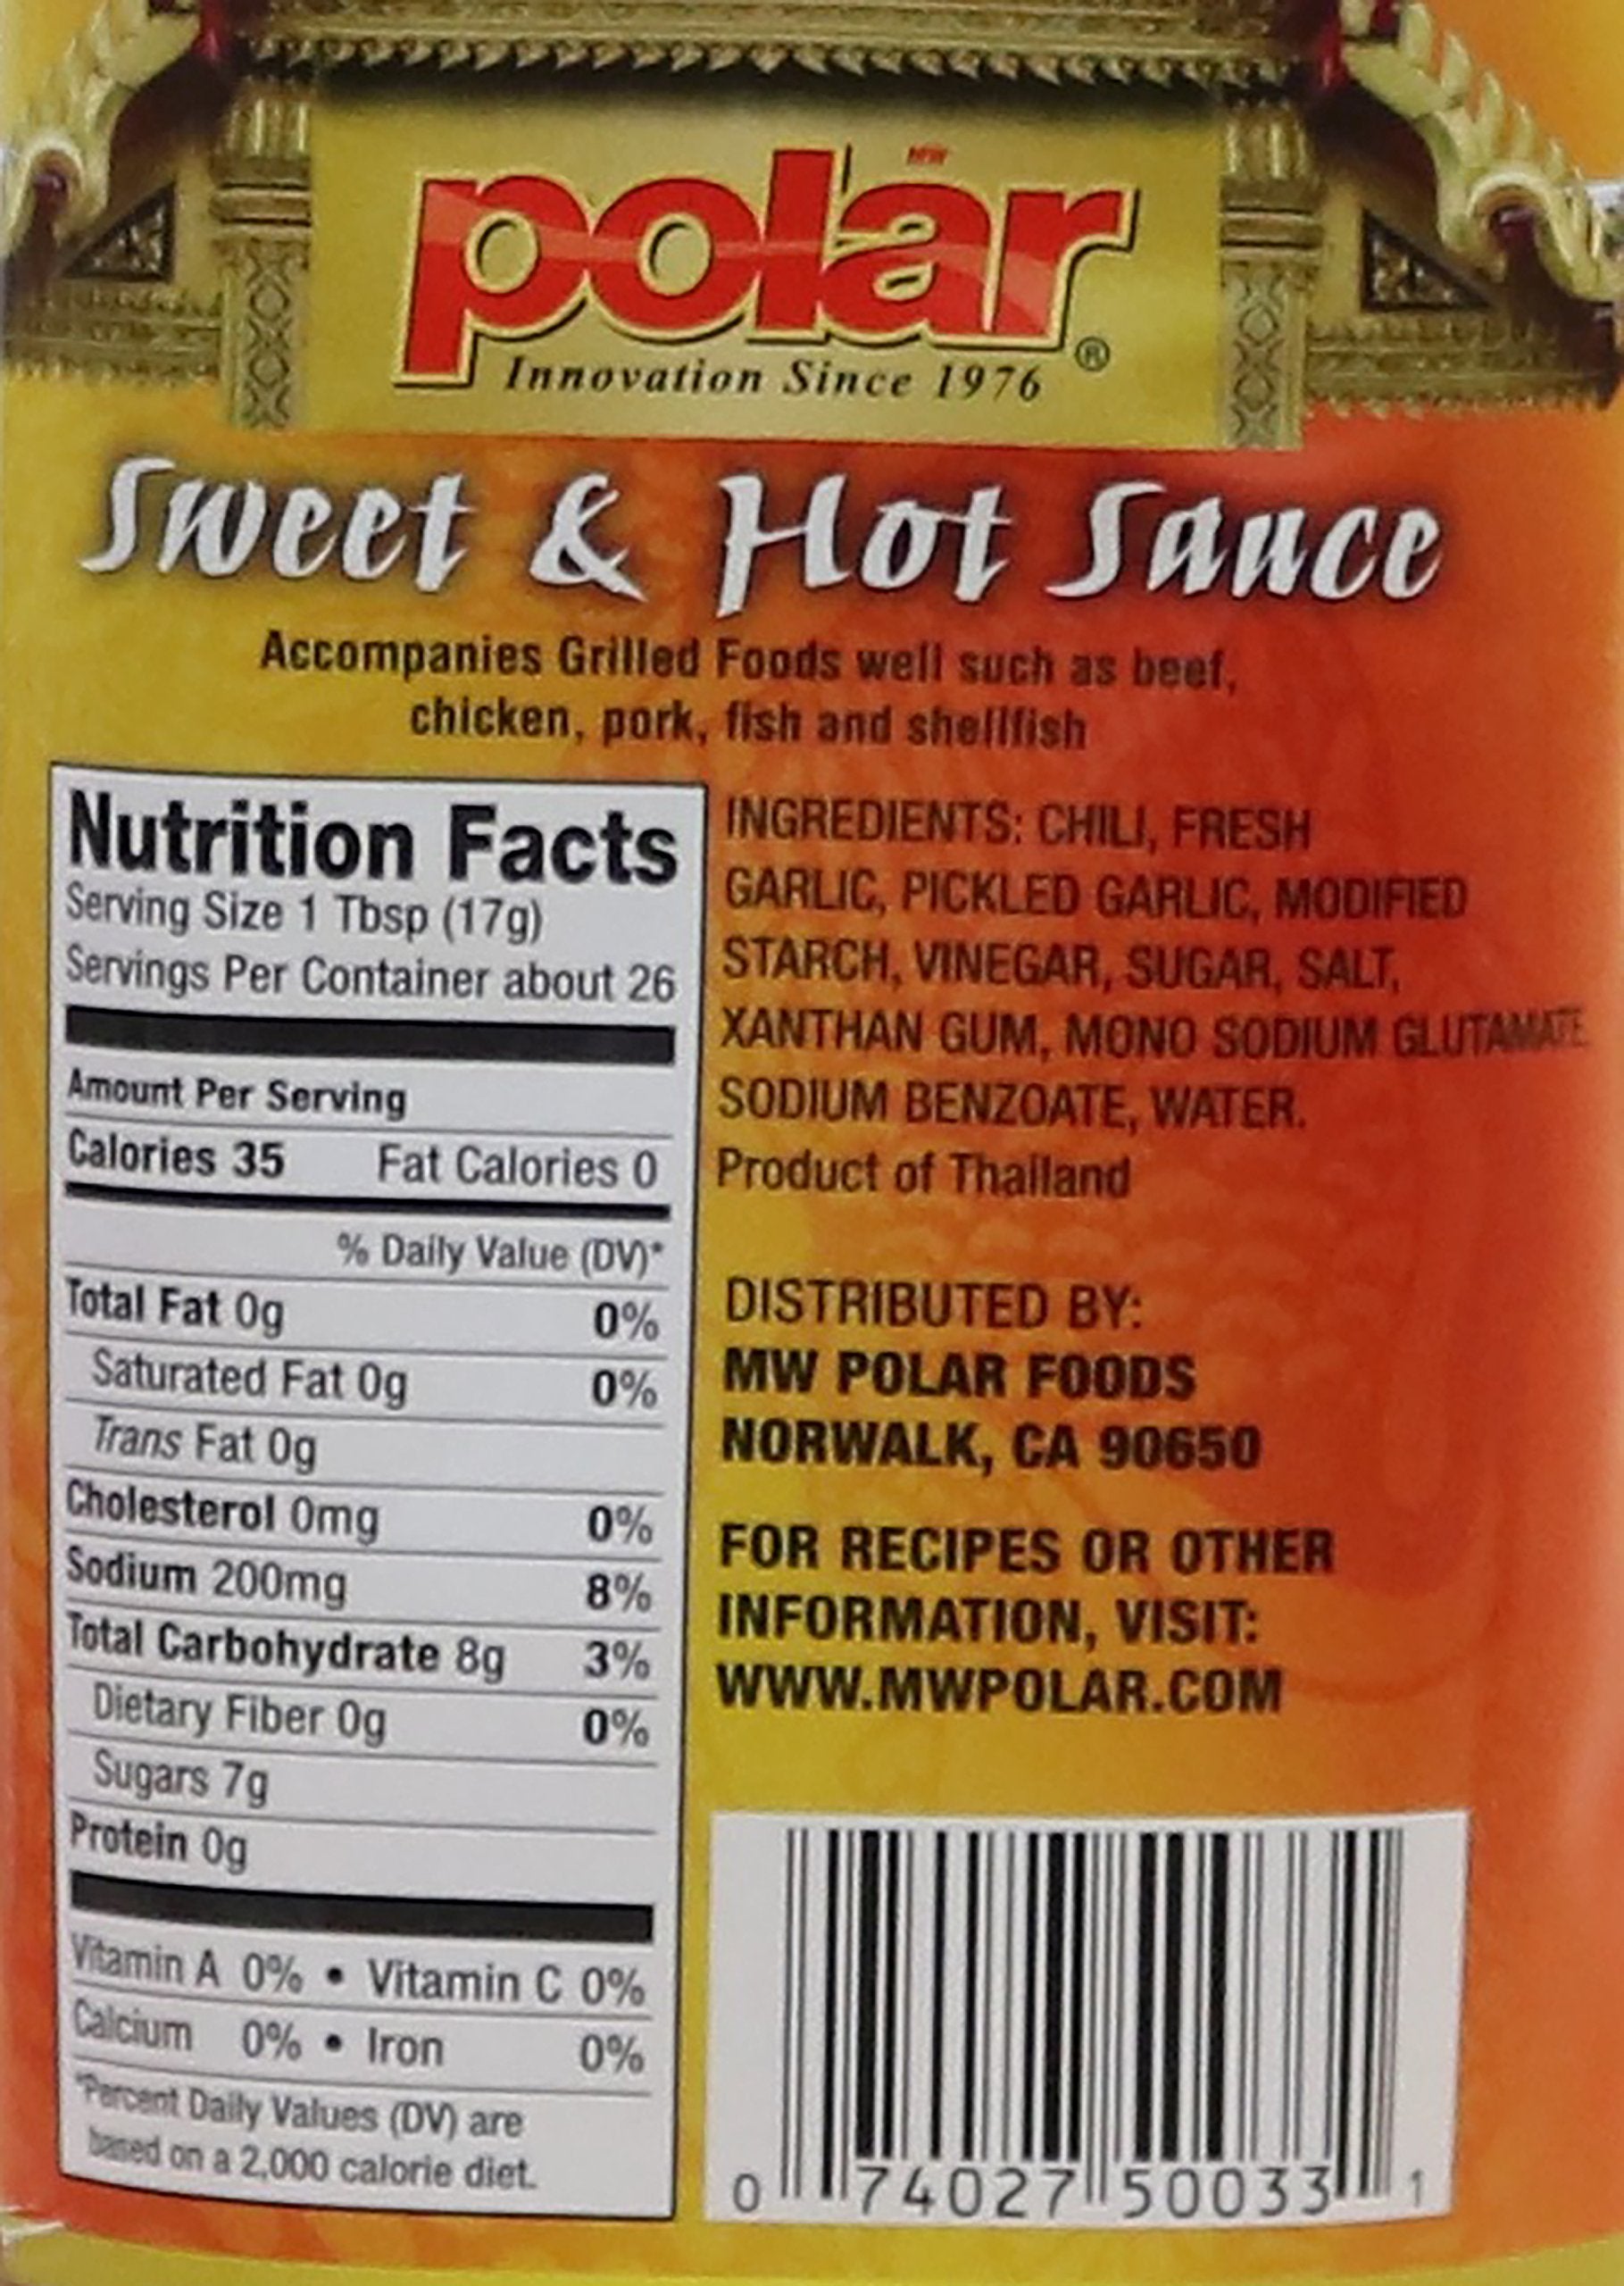 MW
polar®
Innovation Since 1976
Sweet & Hot Sauce
Accompanies Grilled Foods well such as beef,
chicken, pork, fish and shellfish
Nutrition Facts
Serving Size 1 Tbsp (17g)
Servings Per Container about 26
Amount Per Serving
Calories 35 Fat Calories 0
% Daily Value (DV)*
Total Fat 0g 0%
Saturated Fat 0g 0%
Trans Fat 0g
Cholesterol 0mg 0%
Sodium 200mg 8%
Total Carbohydrate 8g 3%
Dietary Fiber 0g 0%
Sugars 7g
Protein 0g
Vitamin A 0% • Vitamin C 0%
Calcium 0% • Iron 0%
*Percent Daily Values (DV) are
based on a 2,000 calorie diet.
INGREDIENTS: CHILI, FRESH
GARLIC, PICKLED GARLIC, MODIFIED
STARCH, VINEGAR, SUGAR, SALT,
XANTHAN GUM, MONO SODIUM GLUTAMATE
SODIUM BENZOATE, WATER.
Product of Thailand
DISTRIBUTED BY:
MW POLAR FOODS
NORWALK, CA 90650
FOR RECIPES OR OTHER
INFORMATION, VISIT:
WWW.MWPOLAR.COM
0 74027 50033 1